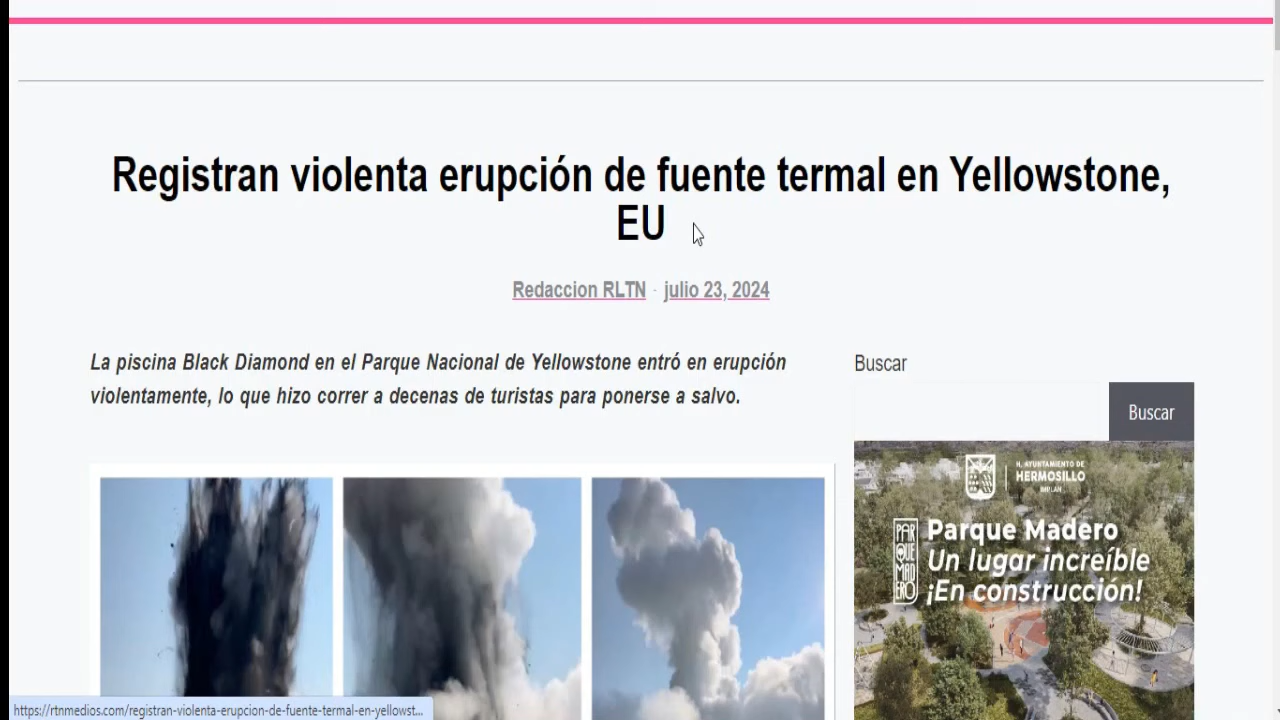 Registran violenta erupción de fuente termal en Yellowstone,
EU
Redaccion RLTN - julio 23, 2024
La piscina Black Diamond en el Parque Nacional de Yellowstone entró en erupción
violentamente, lo que hizo correr a decenas de turistas para ponerse a salvo.
Buscar
Buscar
H. AYUNTAMIENTO DE
HERMOSILLO
IMPLAN
PARQUE MADERO
Parque Madero
Un lugar increíble
¡En construcción!
https://rtnmedios.com/registran-violenta-erupcion-de-fuente-termal-en-yellowst...